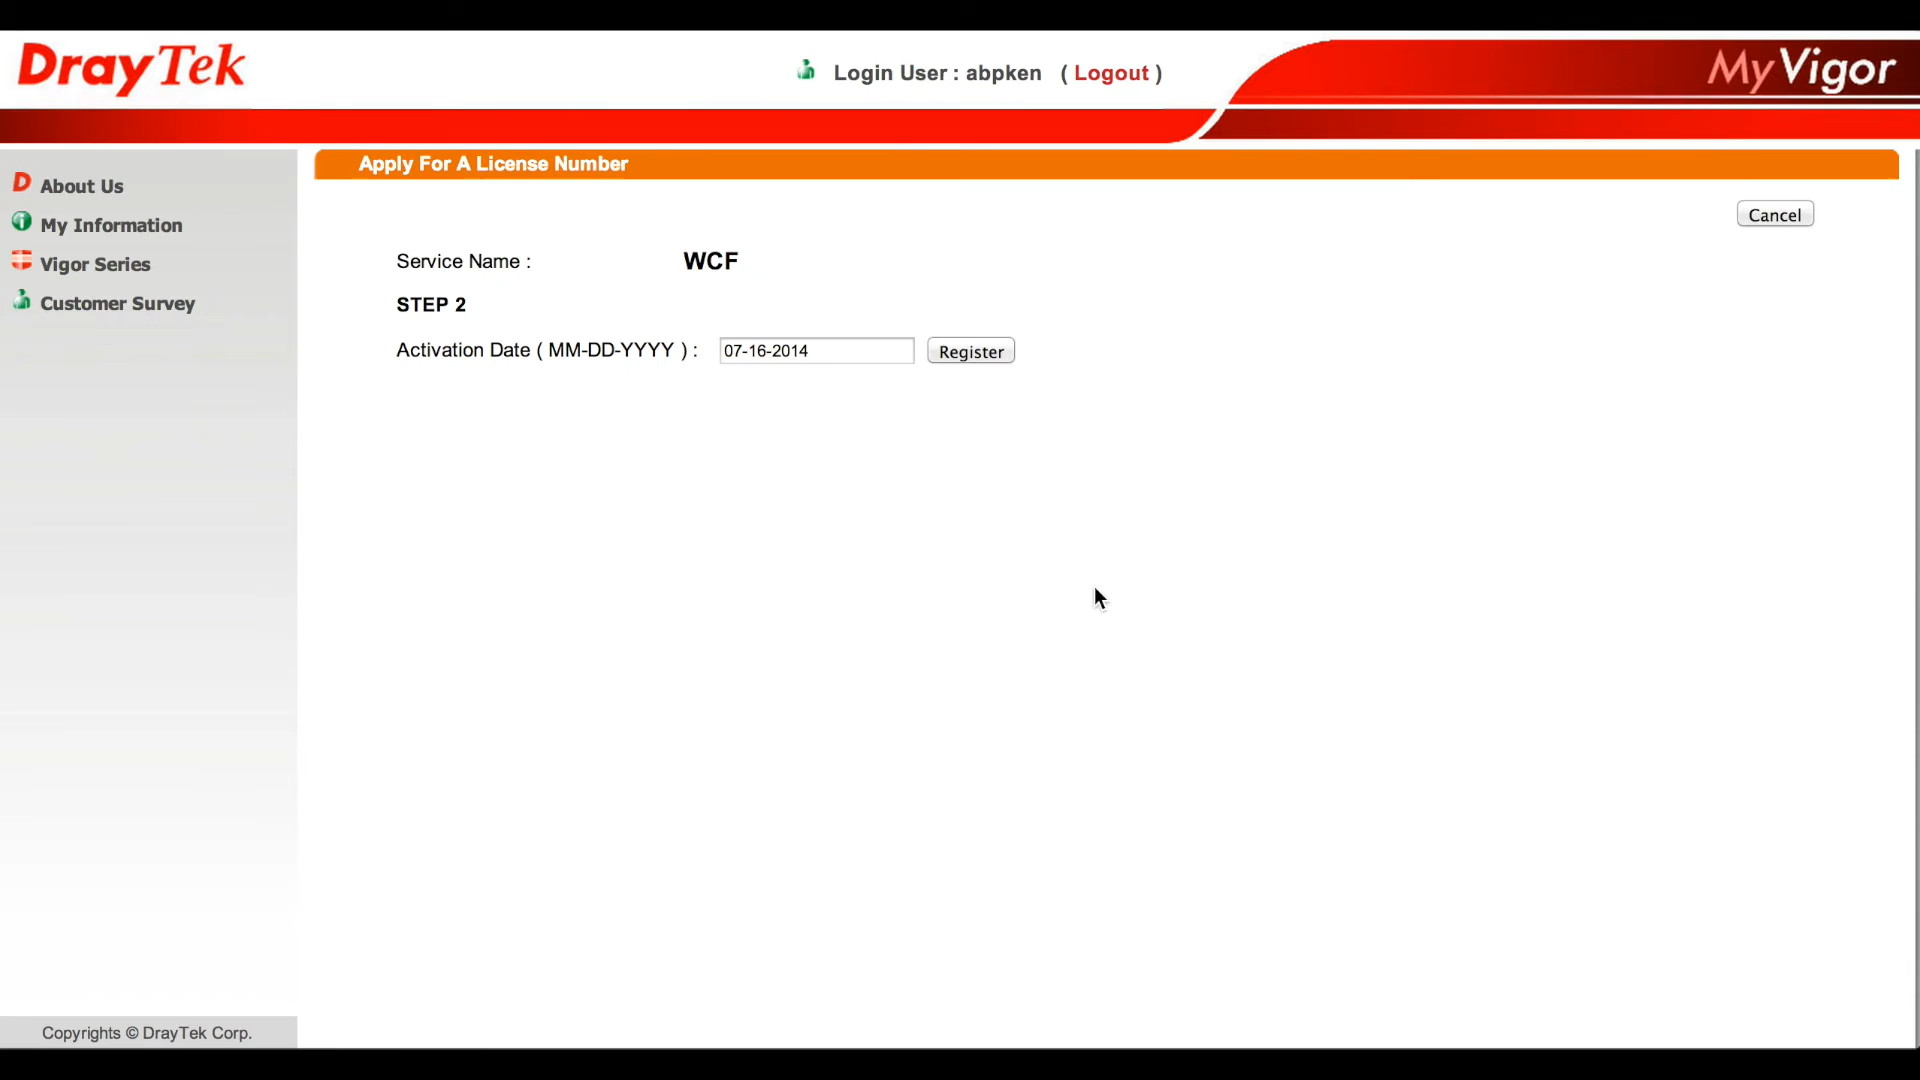 DrayTek
Login User : abpken ( Logout )
MyVigor
About Us
My Information
Vigor Series
Customer Survey
Apply For A License Number
Cancel
Service Name : WCF
STEP 2
Activation Date ( MM-DD-YYYY ) : 07-16-2014 Register
Copyrights © DrayTek Corp.